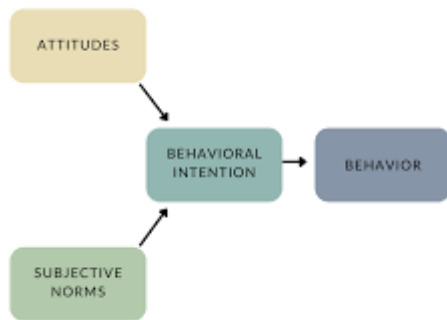 ATTITUDES
BEHAVIORAL
INTENTION
BEHAVIOR
SUBJECTIVE
NORMS